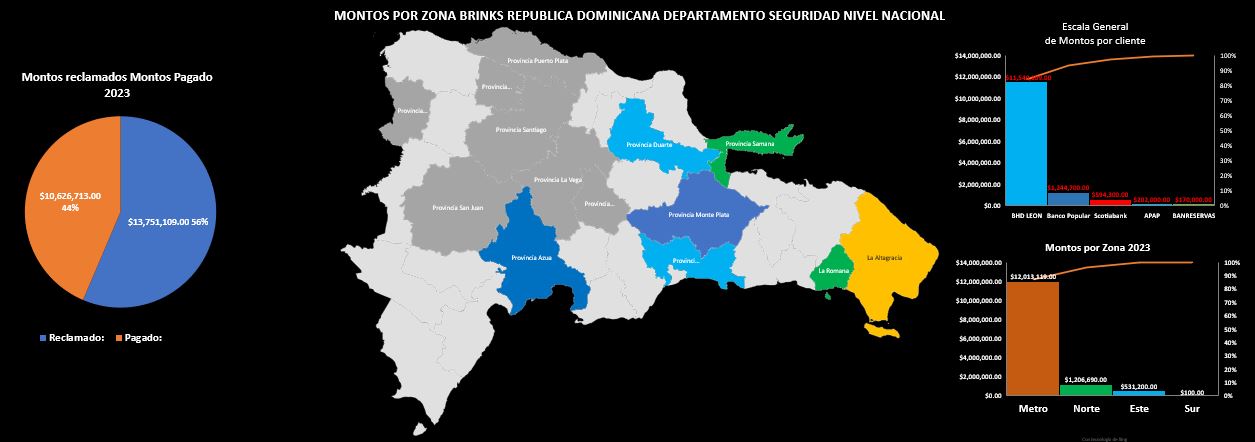 MONTOS POR ZONA BRINKS REPUBLICA DOMINICANA DEPARTAMENTO SEGURIDAD NIVEL NACIONAL
Montos reclamados Montos Pagado
2023
$10,626,713.00
44%
$13,751,109.00 56%
Reclamado:
Pagado:
Provincia Puerto Plata
Provincia...
Provincia...
Provincia Santiago
Provincia Duarte
Provincia Samana
Provincia La Vega
Provincia San Juan
Provincia...
Provincia Monte Plata
Provincia Azua
Provinci...
La Romana
La Altagracia
Escala General
de Montos por cliente
$14,000,000.00
$12,000,000.00
$10,000,000.00
$8,000,000.00
$6,000,000.00
$4,000,000.00
$2,000,000.00
$0.00
$1,244,700.00
$594,300.00
$202,000.00
$170,000.00
100%
90%
80%
70%
60%
50%
40%
30%
20%
10%
0%
BHD LEON
Banco Popular
Scotiabank
APAP
BANRESERVAS
Montos por Zona 2023
$14,000,000.00
$12,000,000.00
$10,000,000.00
$8,000,000.00
$6,000,000.00
$4,000,000.00
$2,000,000.00
$0.00
$12,013,119.00
$1,206,690.00
$531,200.00
$100.00
100%
90%
80%
70%
60%
50%
40%
30%
20%
10%
0%
Metro
Norte
Este
Sur
Con tecnología de Bing